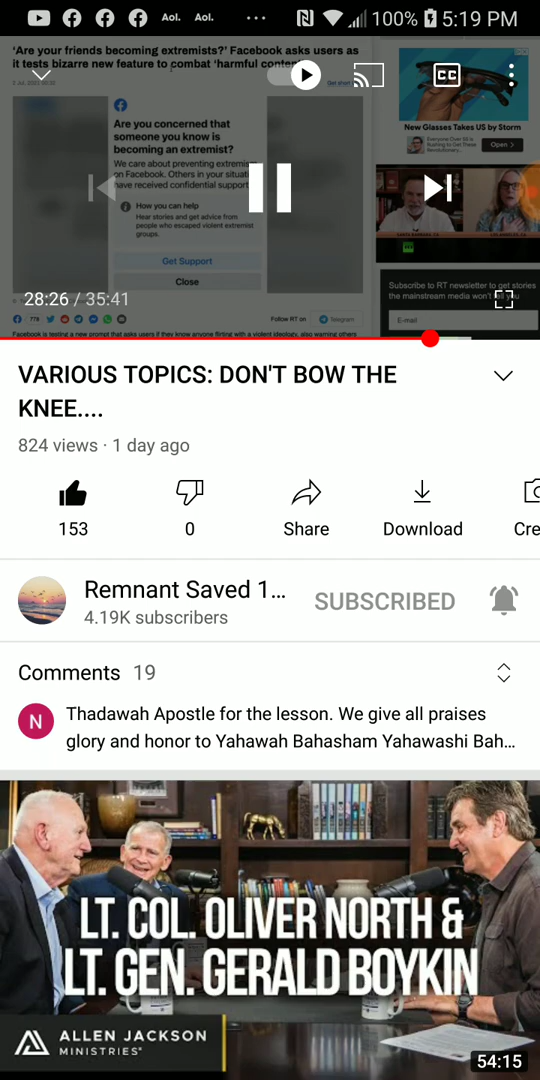 Aol. Aol. ... 100% 5:19 PM
'Are your friends becoming extremists?' Facebook asks users as
it tests bizarre new feature to combat 'harmful content'
CC
Get short
Are you concerned that
someone you know is
becoming an extremist?
We care about preventing extremism
on Facebook. Others in your situation
have received confidential support.
How you can help
Hear stories and get advice from
people who escaped violent extremist
groups.
Get Support
Close
New Glasses Takes US by Storm
Open >
Subscribe to RT newsletter to get stories
the mainstream media won't tell you
E-mail
28:26 / 35:41
Follow RT on Telegram
Facebook is testing a new prompt that asks users if they know anyone flirting with a violent ideology, also warning others
VARIOUS TOPICS: DON'T BOW THE
KNEE....
824 views · 1 day ago
153 0 Share Download Cre
Remnant Saved 1...
SUBSCRIBED
4.19K subscribers
Comments 19
N
Thadawah Apostle for the lesson. We give all praises
glory and honor to Yahawah Bahasham Yahawashi Bah...
LT. COL. OLIVER NORTH &
LT. GEN. GERALD BOYKIN
ALLEN JACKSON
MINISTRIES
54:15